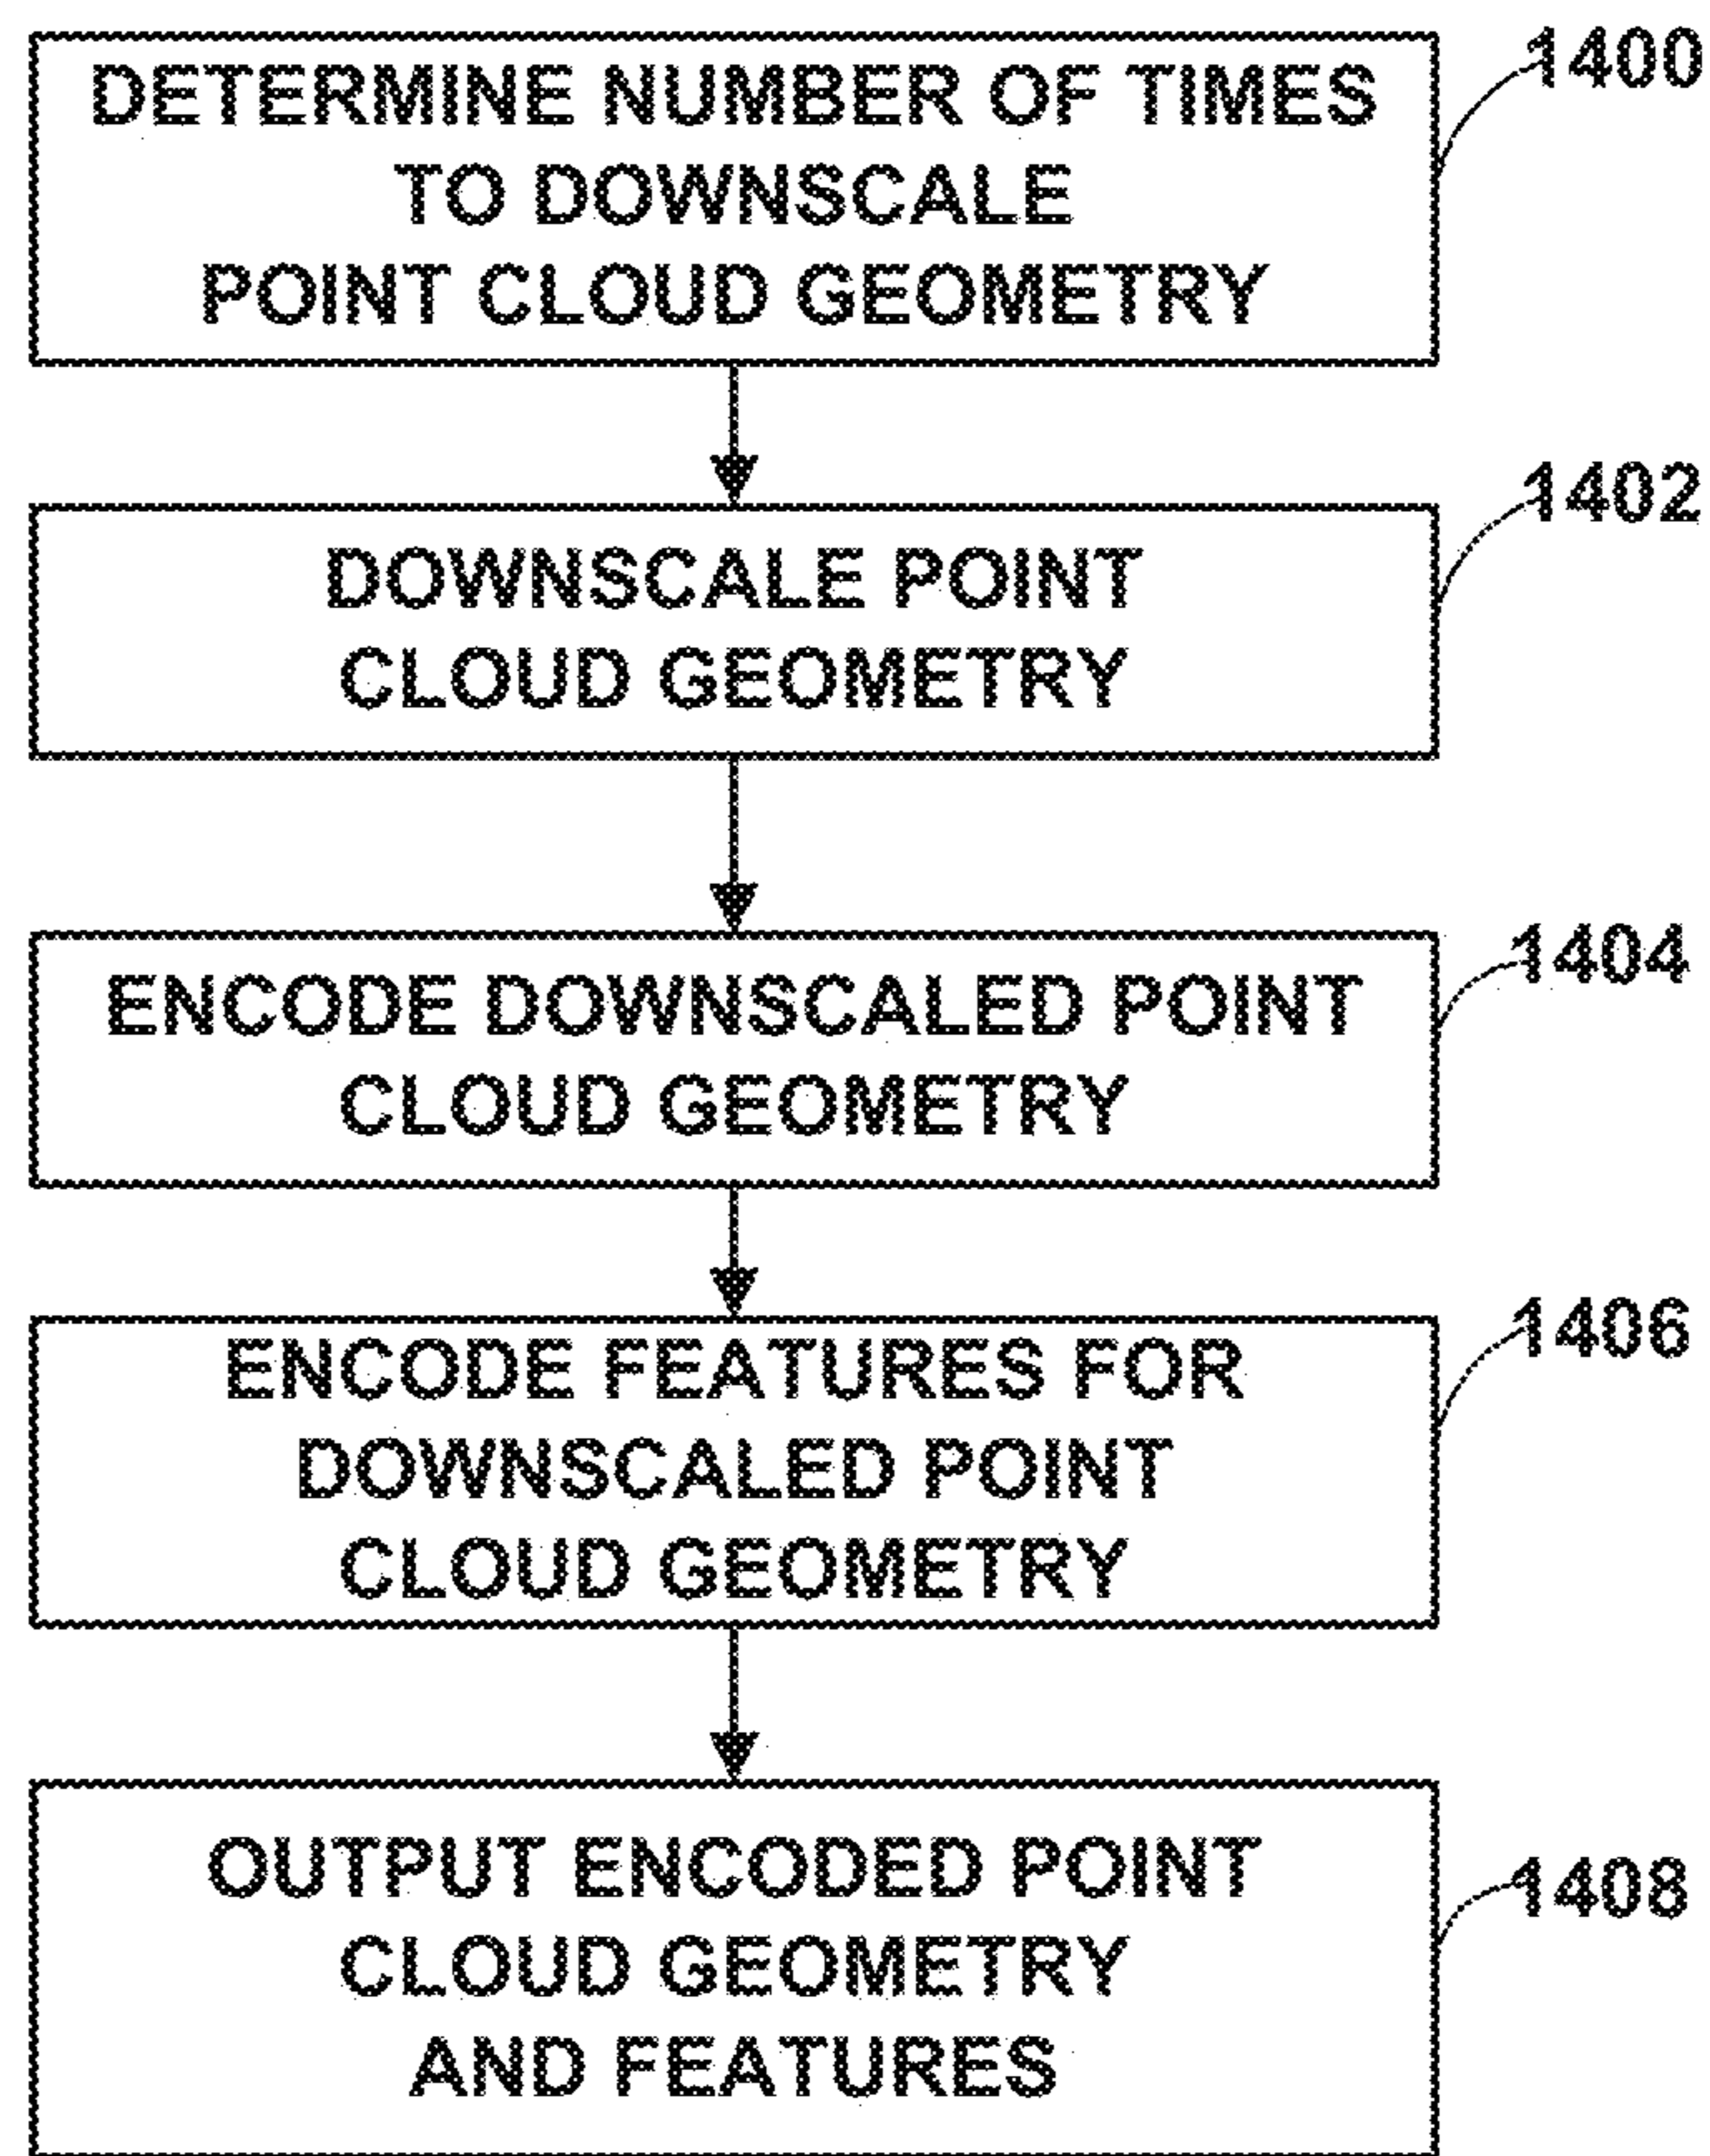 DETERMINE NUMBER OF TIMES
TO DOWNSCALE
POINT CLOUD GEOMETRY
1400
DOWNSCALE POINT
CLOUD GEOMETRY
1402
ENCODE DOWNSCALED POINT
CLOUD GEOMETRY
1404
ENCODE FEATURES FOR
DOWNSCALED POINT
CLOUD GEOMETRY
1406
OUTPUT ENCODED POINT
CLOUD GEOMETRY
AND FEATURES
1408